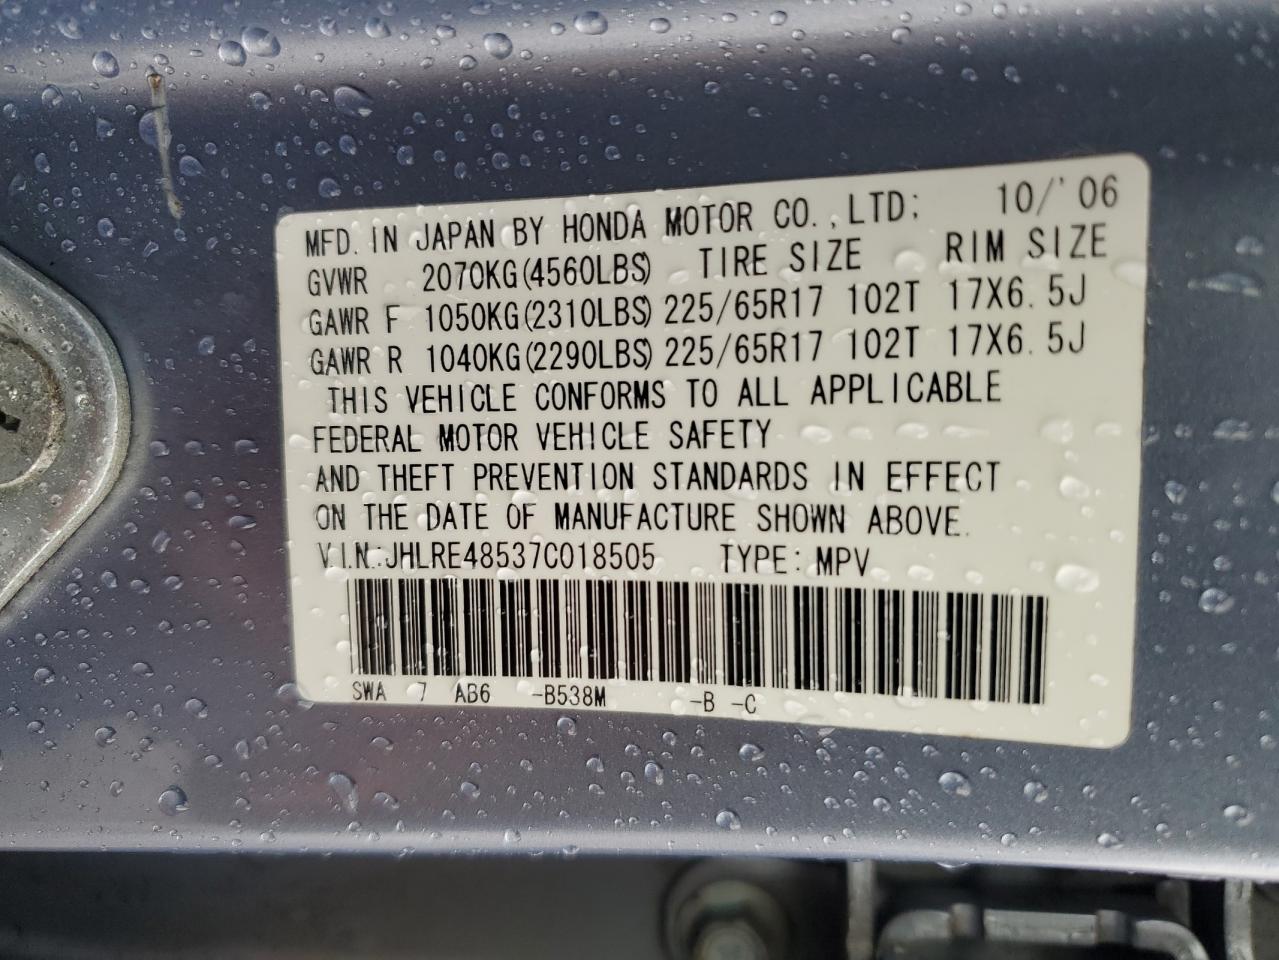 MFD. IN JAPAN BY HONDA MOTOR CO.,LTD; 10/'06
GVWR 2070KG(4560LBS) TIRE SIZE RIM SIZE
GAWR F 1050KG(2310LBS) 225/65R17 102T 17X6.5J
GAWR R 1040KG(2290LBS) 225/65R17 102T 17X6.5J
THIS VEHICLE CONFORMS TO ALL APPLICABLE
FEDERAL MOTOR VEHICLE SAFETY
AND THEFT PREVENTION STANDARDS IN EFFECT
ON THE DATE OF MANUFACTURE SHOWN ABOVE.
V.I.N.:JHLRE48537C018505 TYPE: MPV
SWA 7 AB6 -B538M -B -C